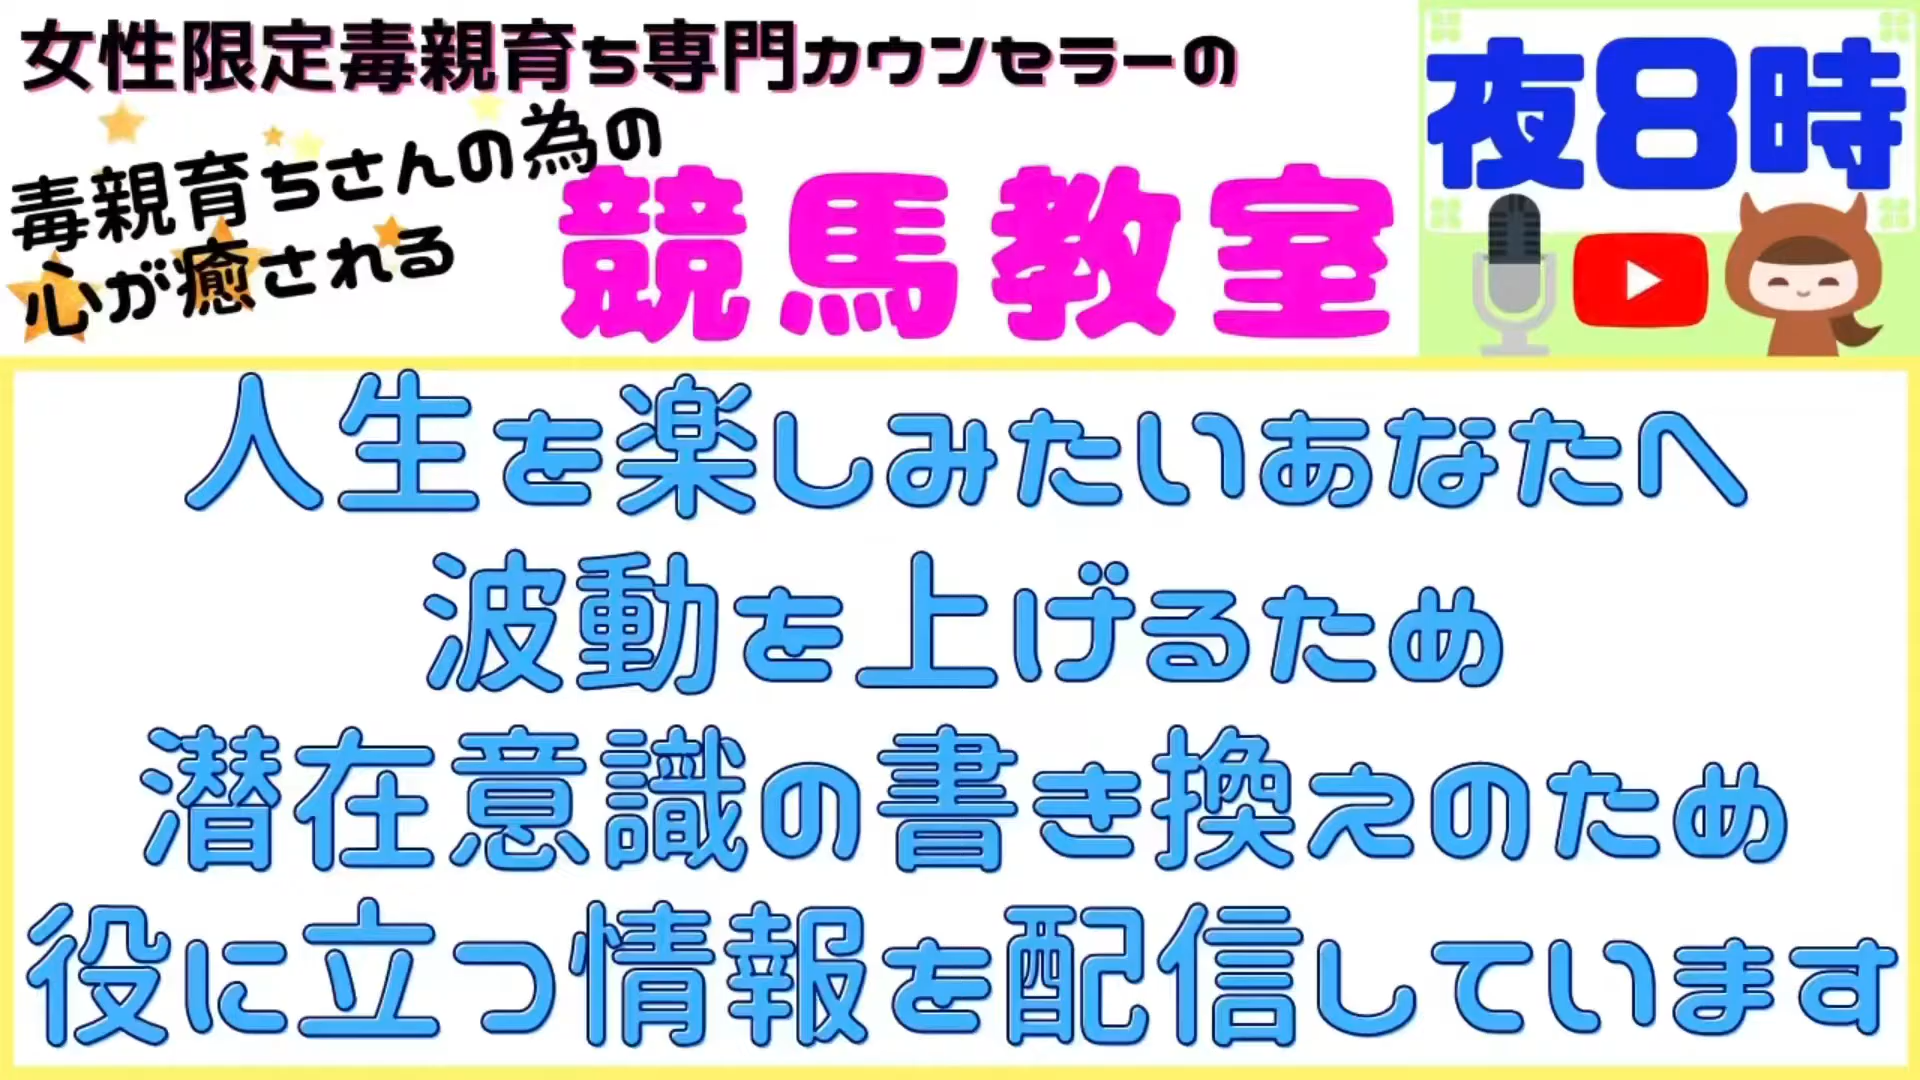 女性限定毒親育ち専門カウンセラーの
毒親育ちさんの為の
心が癒される
競馬教室
夜8時
人生を楽しみたいあなたへ
波動を上げるため
潜在意識の書き換えのため
役に立つ情報を配信しています